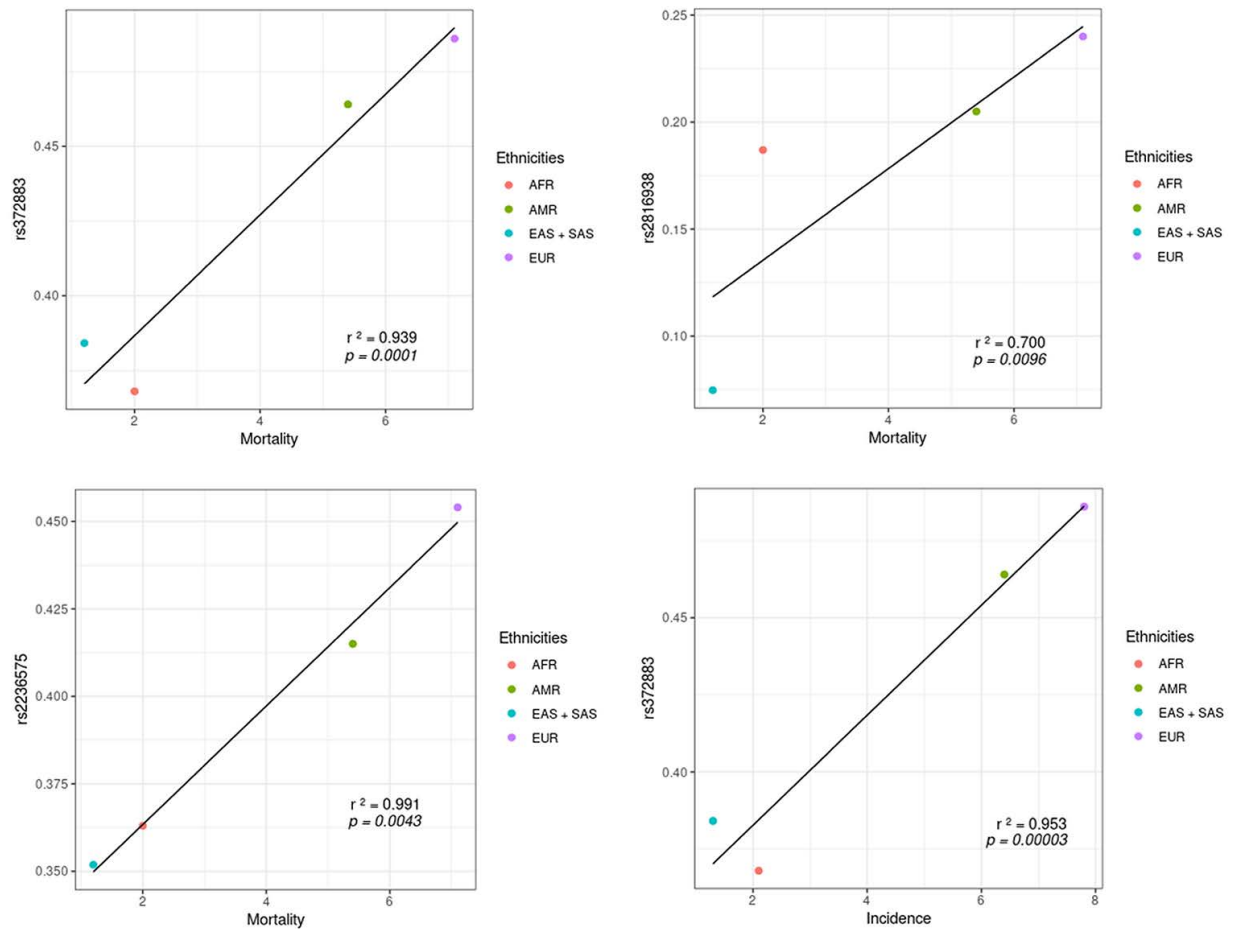 rs372883
0.45
0.40
2 4 6
Mortality
r ² = 0.939
p = 0.0001
Ethnicities
AFR
AMR
EAS + SAS
EUR
rs2816938
0.25
0.20
0.15
0.10
2 4 6
Mortality
r ² = 0.700
p = 0.0096
Ethnicities
AFR
AMR
EAS + SAS
EUR
rs2236575
0.450
0.425
0.400
0.375
0.350
2 4 6
Mortality
r ² = 0.991
p = 0.0043
Ethnicities
AFR
AMR
EAS + SAS
EUR
rs372883
0.45
0.40
2 4 6 8
Incidence
r ² = 0.953
p = 0.00003
Ethnicities
AFR
AMR
EAS + SAS
EUR